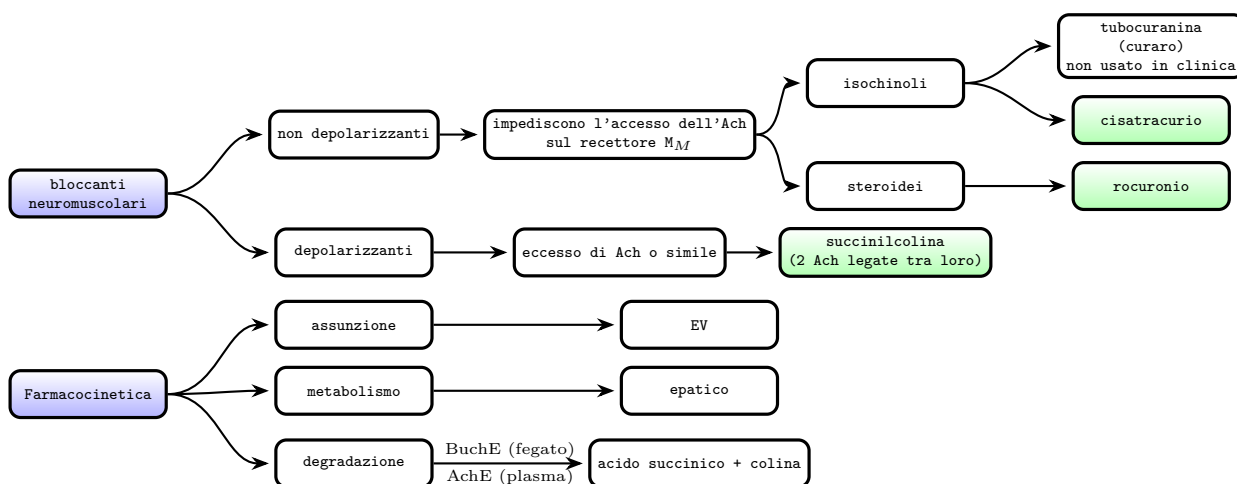 bloccanti
neuromuscolari
non depolarizzanti
impediscono l'accesso dell'Ach
sul recettore M_M
isochinoli
tubocuranina
(curaro)
non usato in clinica
cisatracurio
steroidei
rocuronio
depolarizzanti
eccesso di Ach o simile
succinilcolina
(2 Ach legate tra loro)
Farmacocinetica
assunzione
EV
metabolismo
epatico
degradazione
BuchE (fegato)
AchE (plasma)
acido succinico + colina